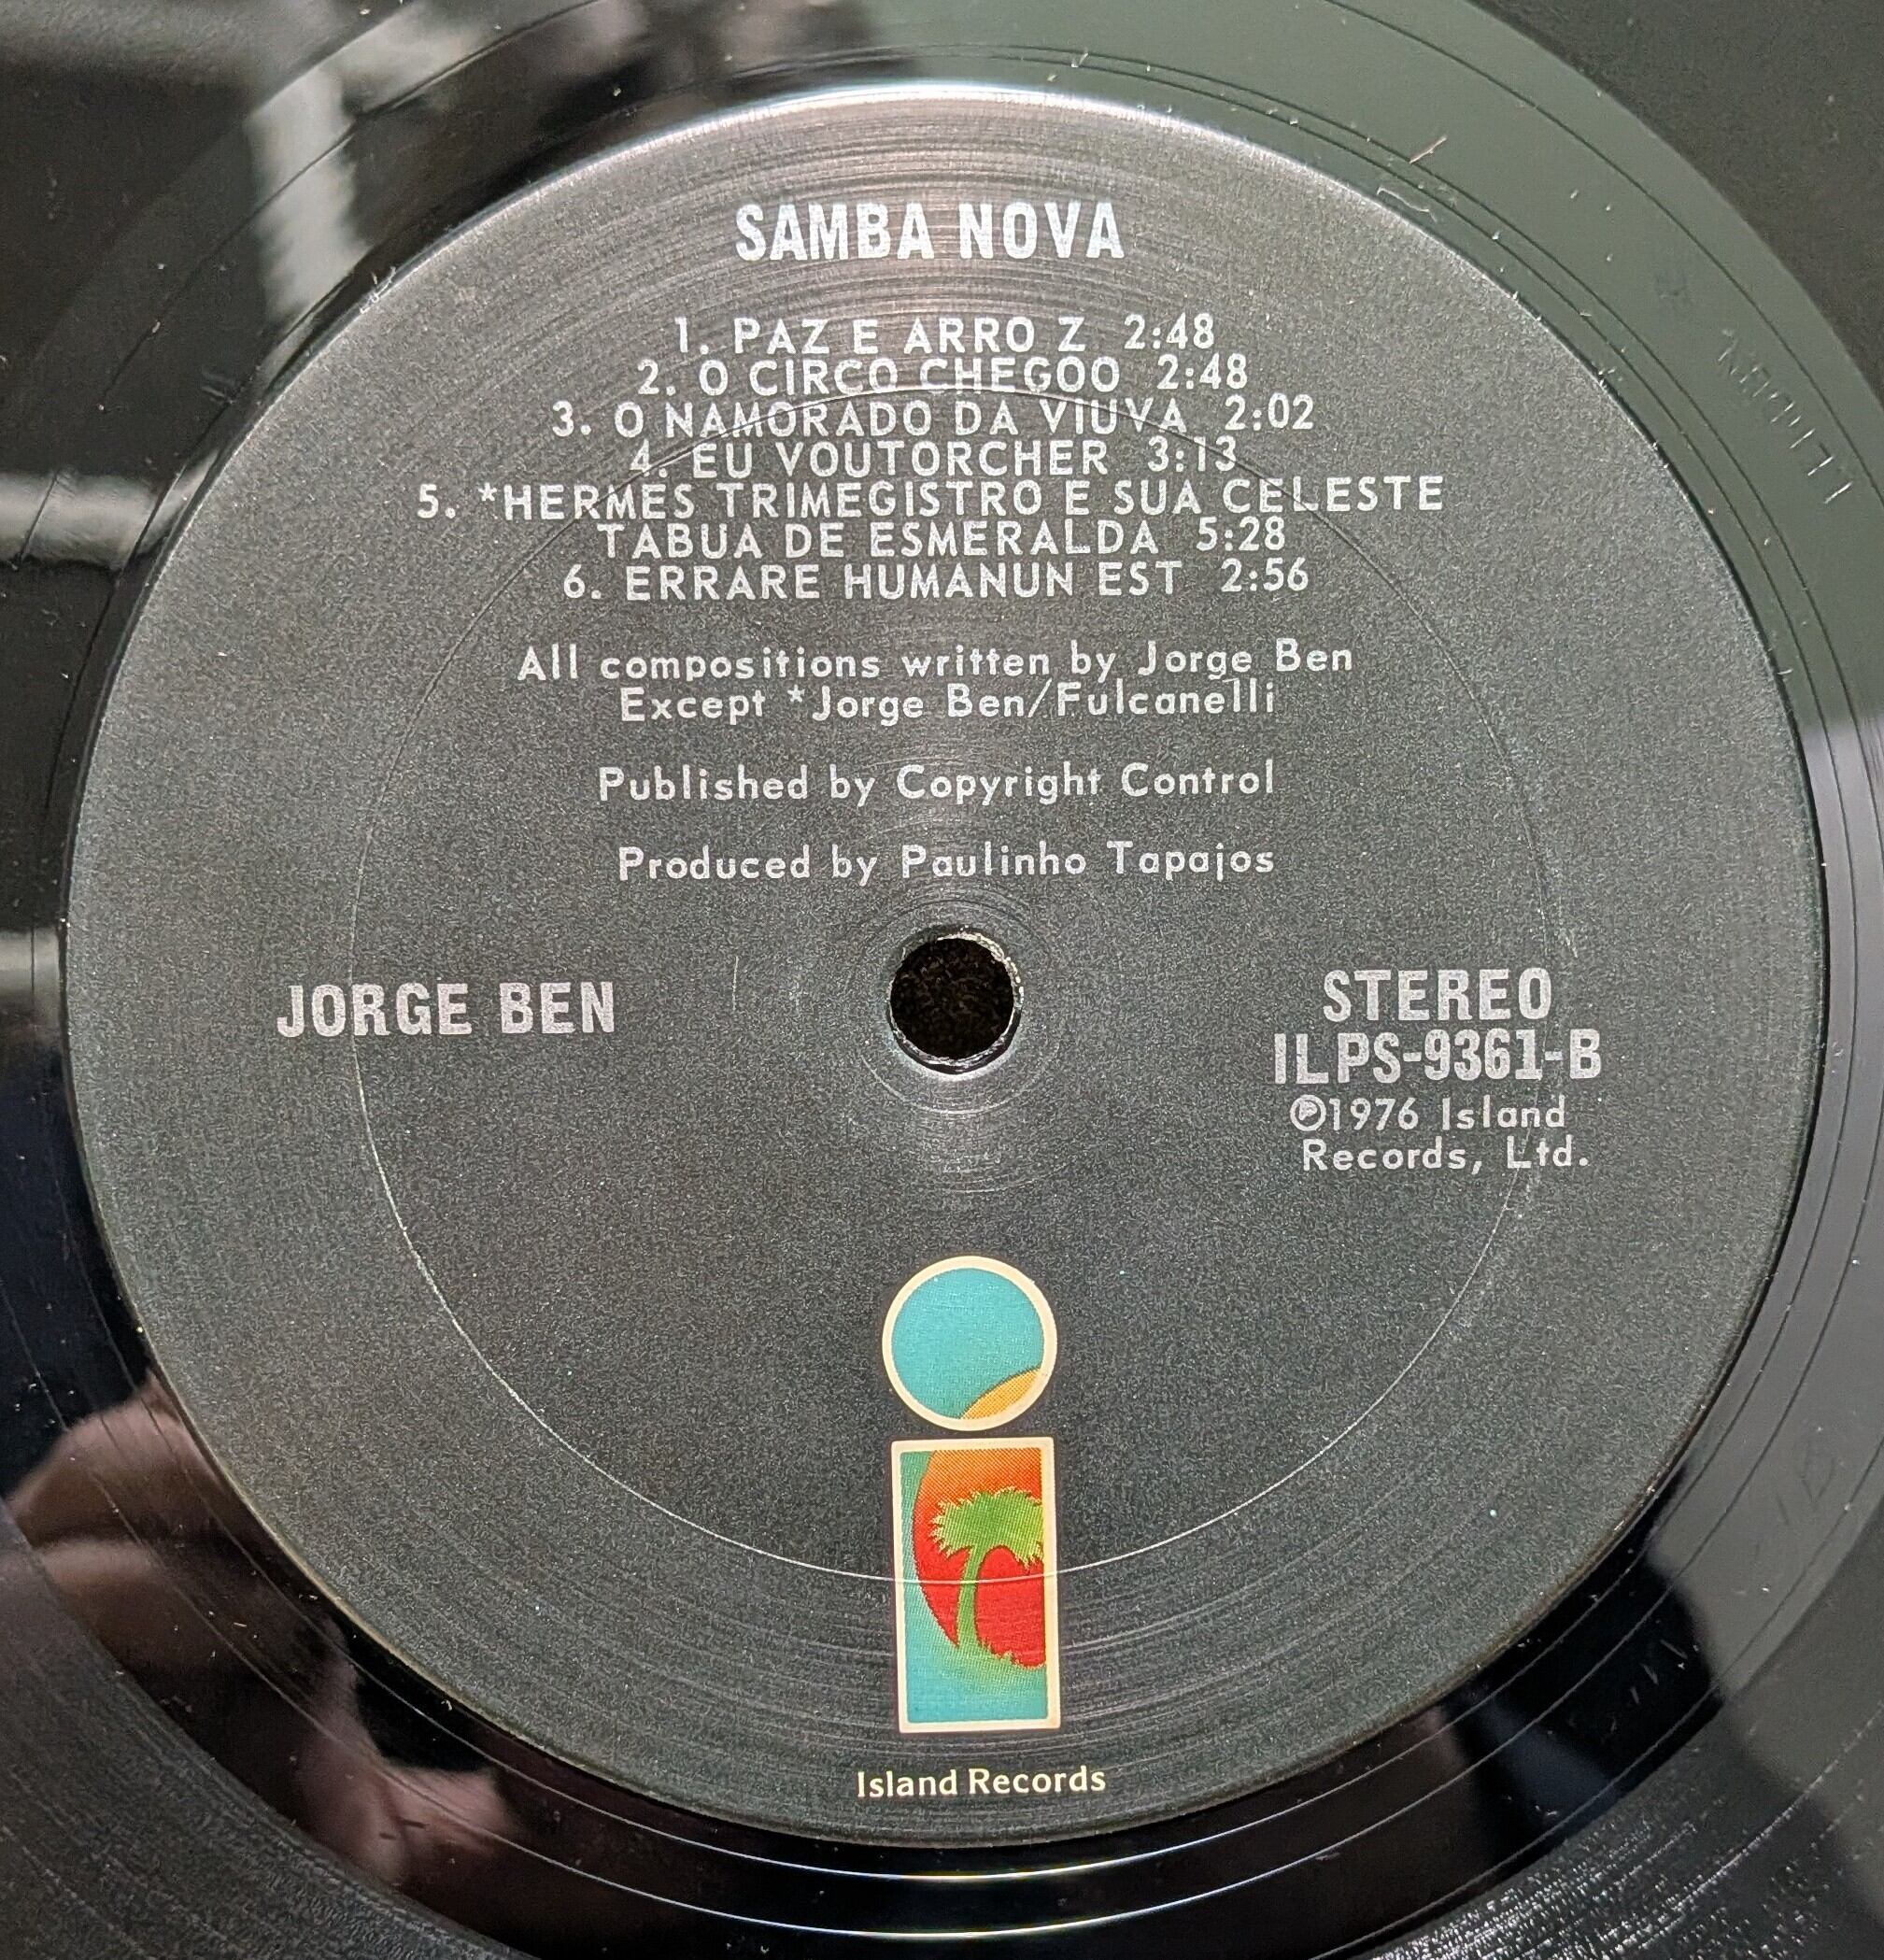 SAMBA NOVA
1. PAZ E ARRO Z 2:48
2. O CIRCO CHEGOO 2:48
3. O NAMORADO DA VIUVA 2:02
4. EU VOUTORCHER 3:13
5. *HERMES TRIMEGISTRO E SUA CELESTE
TABUA DE ESMERALDA 5:28
6. ERRARE HUMANUN EST 2:56
All compositions written by Jorge Ben
Except *Jorge Ben/Fulcanelli
Published by Copyright Control
Produced by Paulinho Tapajos
JORGE BEN
STEREO
ILPS-9361-B
℗1976 Island
Records, Ltd.
Island Records